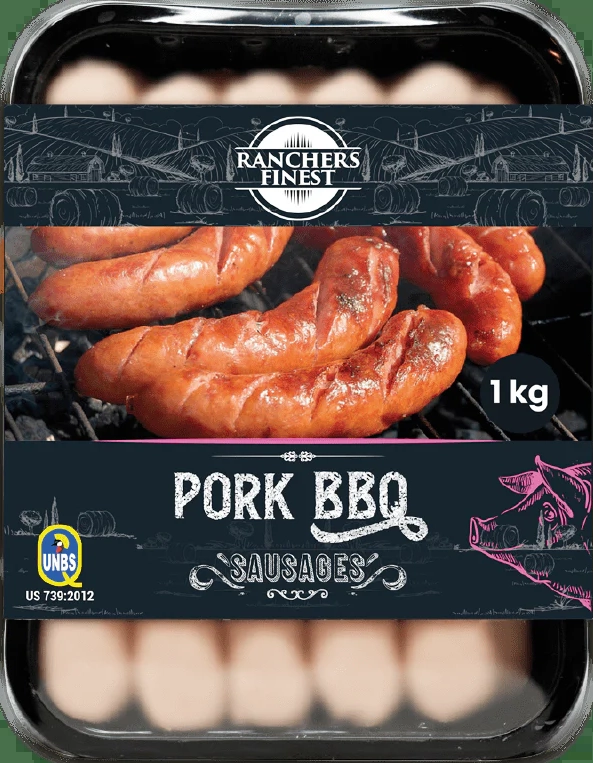 RANCHERS
FINEST
1 kg
PORK BBQ
SAUSAGES
UNBS
US 739:2012